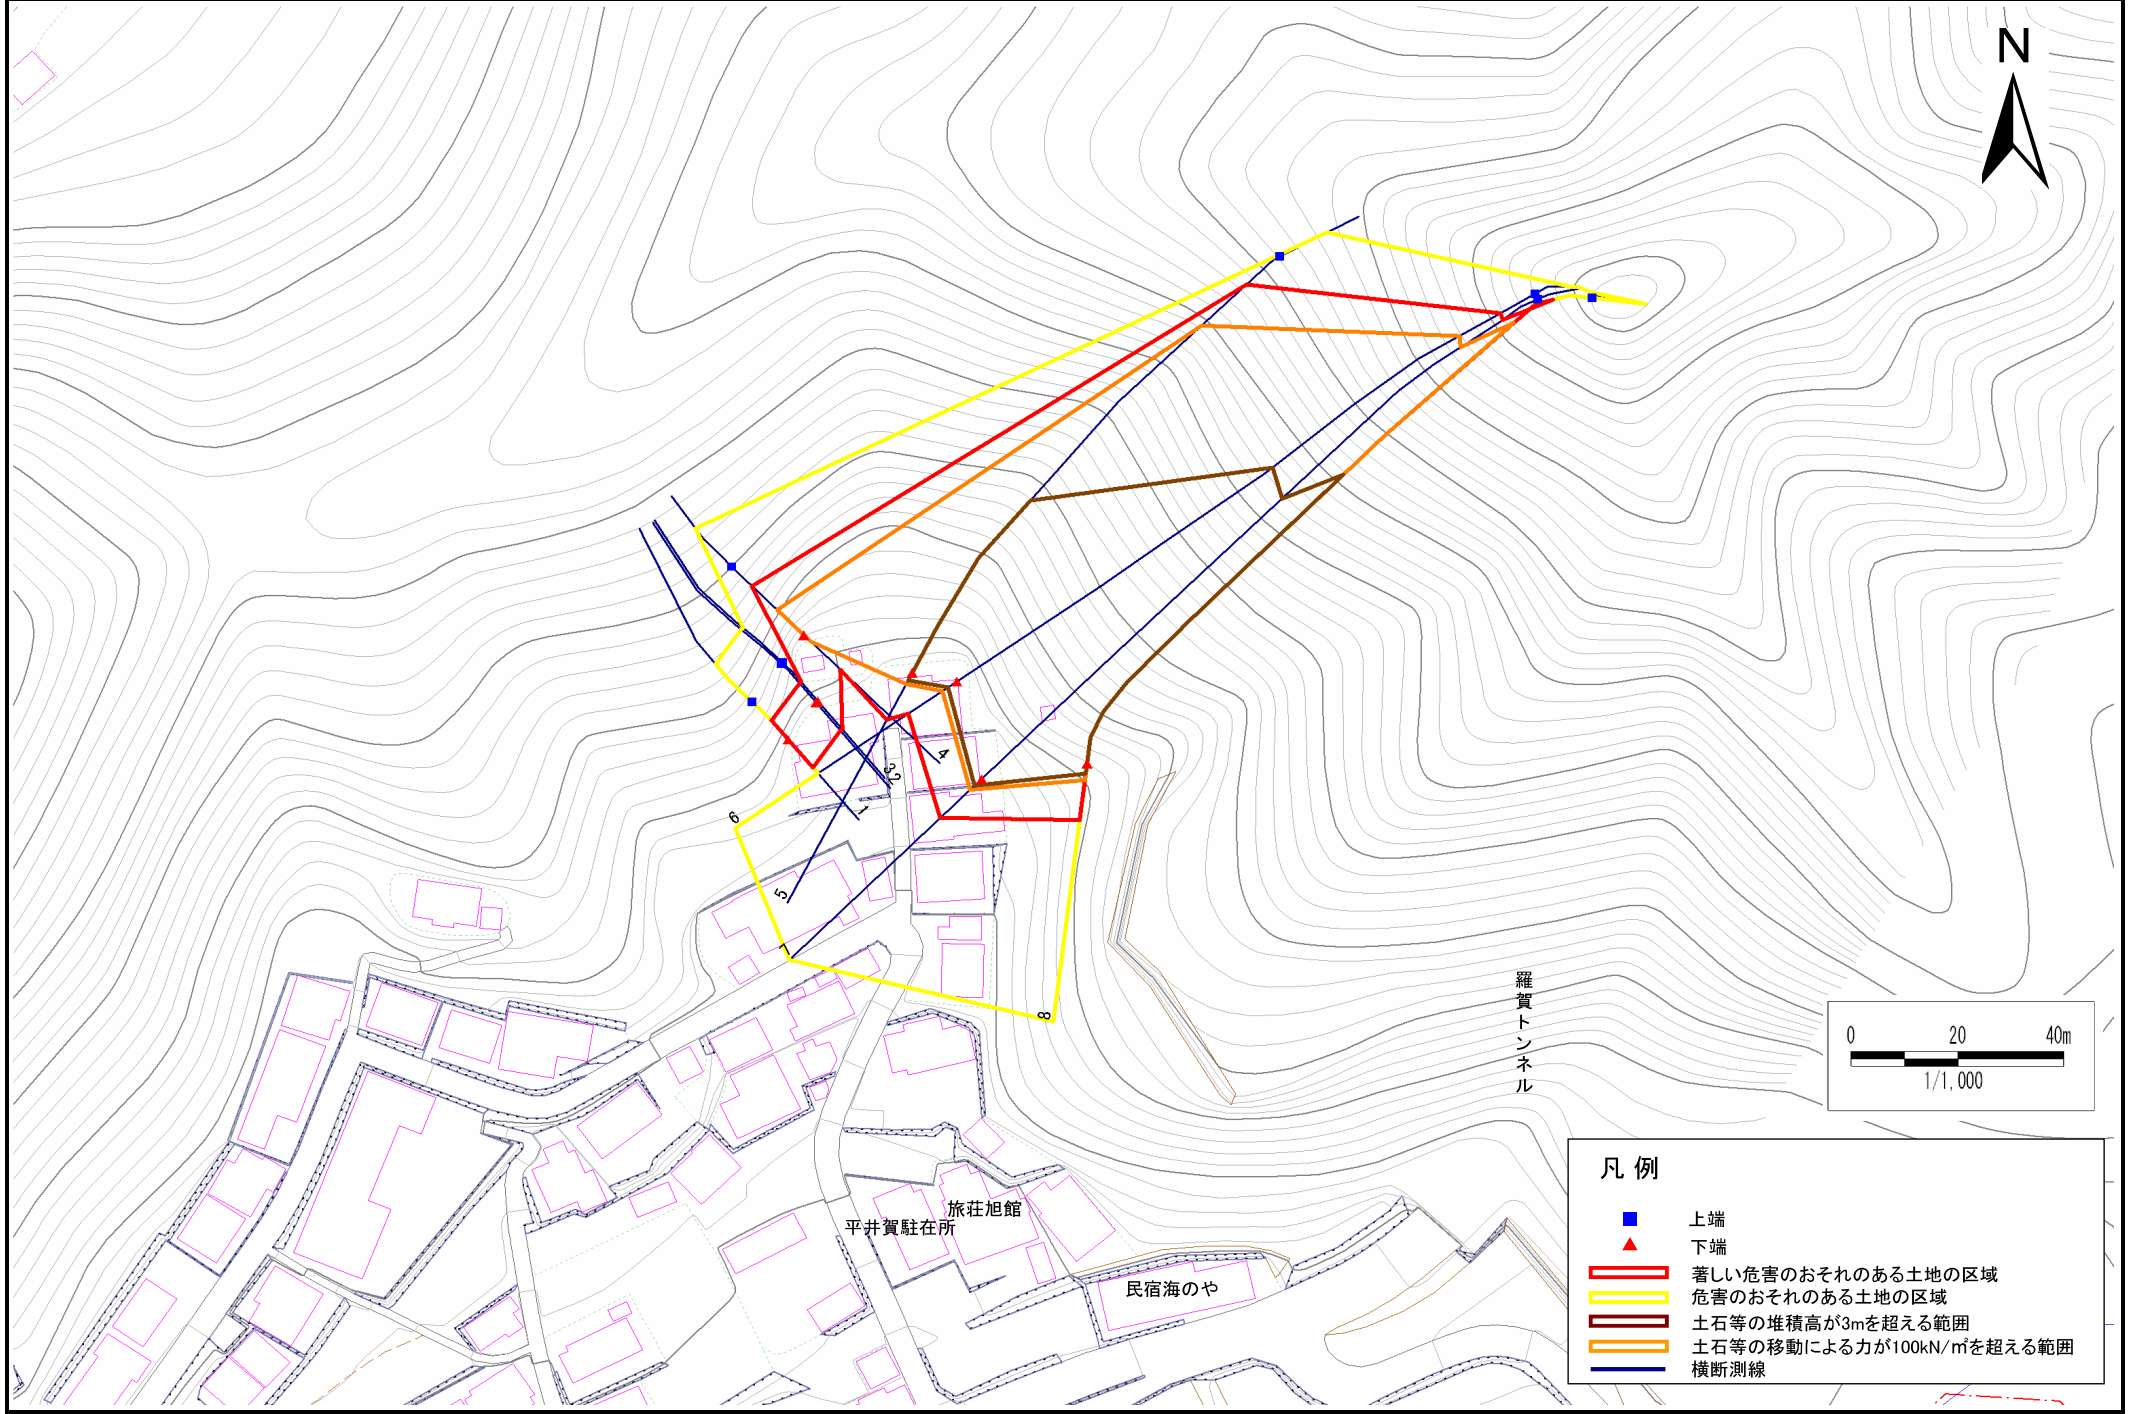 N
4
32
1
6
5
7
8
羅賀トンネル
0 20 40m
1/1,000
平井賀駐在所
旅荘旭館
民宿海のや
凡例
上端
下端
著しい危害のおそれのある土地の区域
危害のおそれのある土地の区域
土石等の堆積高が3mを超える範囲
土石等の移動による力が100kN/㎡を超える範囲
横断測線